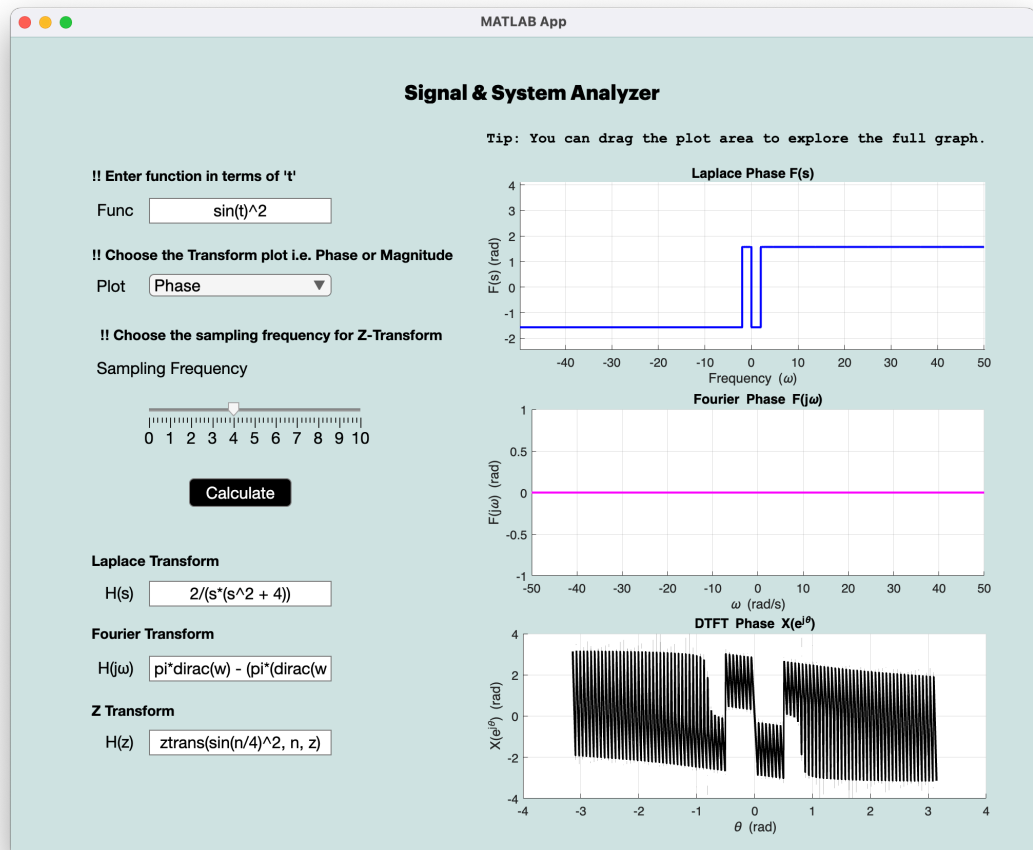 MATLAB App
Signal & System Analyzer
Tip: You can drag the plot area to explore the full graph.
!! Enter function in terms of 't'
Func sin(t)^2
!! Choose the Transform plot i.e. Phase or Magnitude
Plot Phase
!! Choose the sampling frequency for Z-Transform
Sampling Frequency
0 1 2 3 4 5 6 7 8 9 10
Calculate
Laplace Transform
H(s) 2/(s*(s^2 + 4))
Fourier Transform
H(jω) pi*dirac(w) - (pi*(dirac(w
Z Transform
H(z) ztrans(sin(n/4)^2, n, z)
Laplace Phase F(s)
F(s) (rad)
4
3
2
1
0
-1
-2
-40 -30 -20 -10 0 10 20 30 40 50
Frequency (ω)
Fourier Phase F(jω)
F(jω) (rad)
1
0.5
0
-0.5
-1
-50 -40 -30 -20 -10 0 10 20 30 40 50
ω (rad/s)
DTFT Phase X(e^jθ)
X(e^jθ) (rad)
4
2
0
-2
-4
-4 -3 -2 -1 0 1 2 3 4
θ (rad)